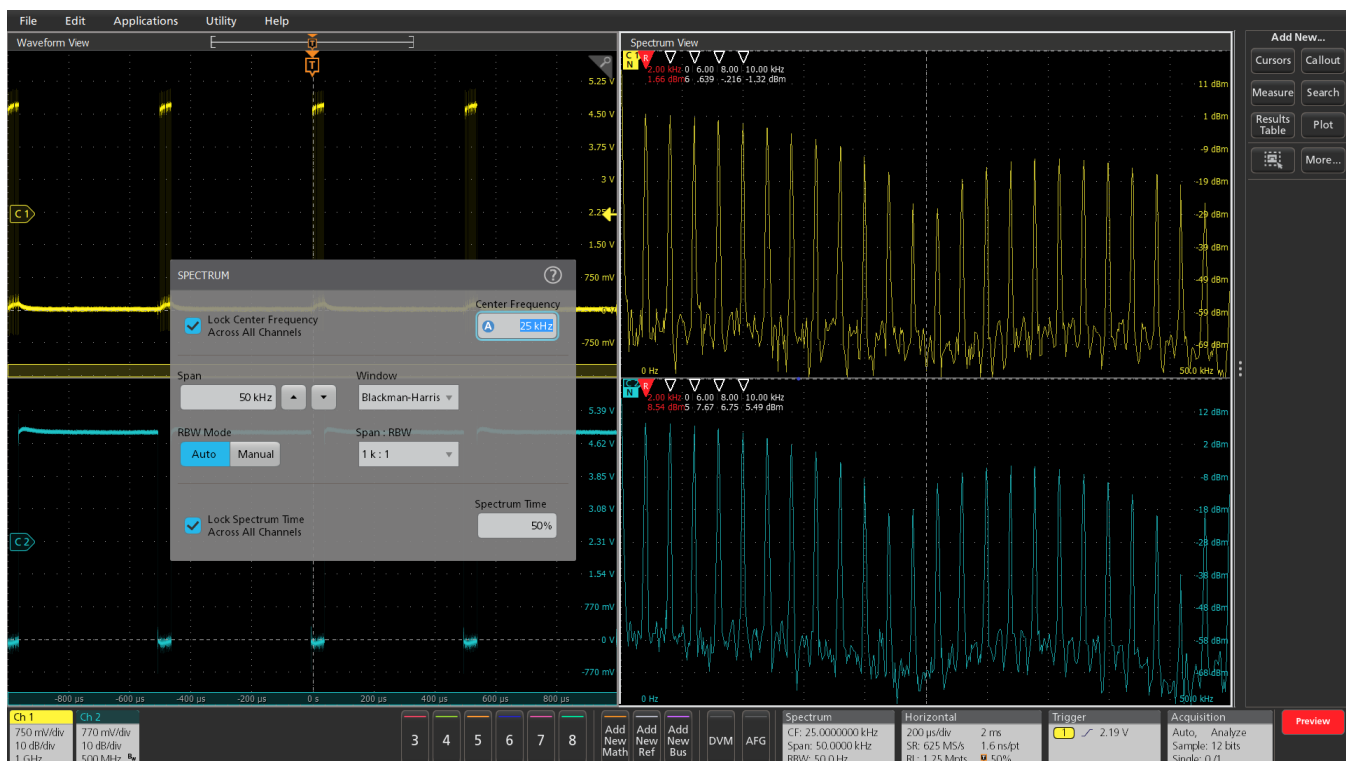 File Edit Applications Utility Help
Waveform View
T
T
5.25 V
4.50 V
3.75 V
3 V
2.25
1.50 V
750 mV
-750 mV
C1
5.39 V
4.62 V
3.85 V
3.08 V
2.31 V
1.54 V
770 mV
0 V
-770 mV
C2
-800 µs -600 µs -400 µs -200 µs 0 s 200 µs 400 µs 600 µs 800 µs
SPECTRUM ?
Lock Center Frequency
Across All Channels
Center Frequency
A 25 kHz
Span
50 kHz
Window
Blackman-Harris
RBW Mode
Auto Manual
Span : RBW
1 k : 1
Lock Spectrum Time
Across All Channels
Spectrum Time
50%
Spectrum View
C1
N
R
2.00 kHz 0 6.00 8.00 10.00 kHz
1.66 dBm6 .639 -.216 -1.32 dBm
11 dBm
1 dBm
-9 dBm
-19 dBm
-29 dBm
-39 dBm
-49 dBm
-59 dBm
-69 dBm
0 Hz 50.0 kHz
C2
N
R
2.00 kHz 0 6.00 8.00 10.00 kHz
8.54 dBm5 7.67 6.75 5.49 dBm
12 dBm
2 dBm
-8 dBm
-18 dBm
-28 dBm
-38 dBm
-48 dBm
-58 dBm
-68 dBm
0 Hz 50.0 kHz
Add New...
Cursors Callout
Measure Search
Results
Table
Plot
More...
Ch 1
750 mV/div
10 dB/div
1 GHz
Ch 2
770 mV/div
10 dB/div
500 MHz
3 4 5 6 7 8
Add
New
Math
Add
New
Ref
Add
New
Bus
DVM AFG
Spectrum
CF: 25.0000000 kHz
Span: 50.0000 kHz
RBW: 50.0 Hz
Horizontal
200 µs/div 2 ms
SR: 625 MS/s 1.6 ns/pt
RL: 1.25 Mpts 50%
Trigger
1 2.19 V
Acquisition
Auto, Analyze
Sample: 12 bits
Single: 0 /1
Preview